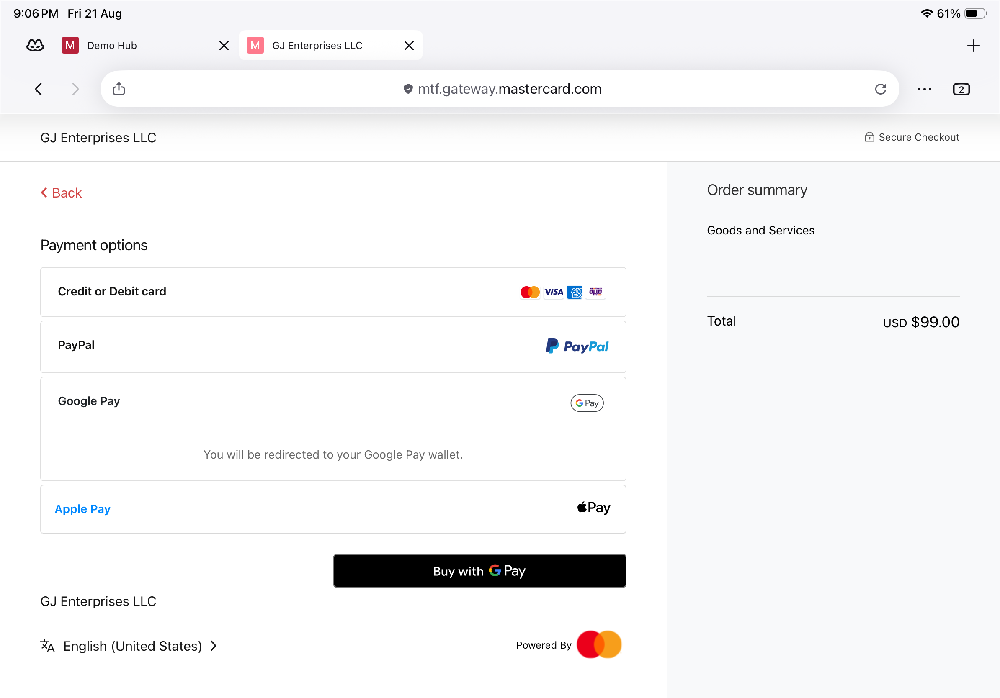 9:06 PM Fri 21 Aug
61%
M Demo Hub
M GJ Enterprises LLC
mtf.gateway.mastercard.com
2
GJ Enterprises LLC
Secure Checkout
Back
Payment options
Credit or Debit card
VISA
AM
EX
PayPal
PayPal
Google Pay
G Pay
You will be redirected to your Google Pay wallet.
Apple Pay
Pay
Buy with G Pay
GJ Enterprises LLC
English (United States)
Powered By
Order summary
Goods and Services
Total
USD $99.00